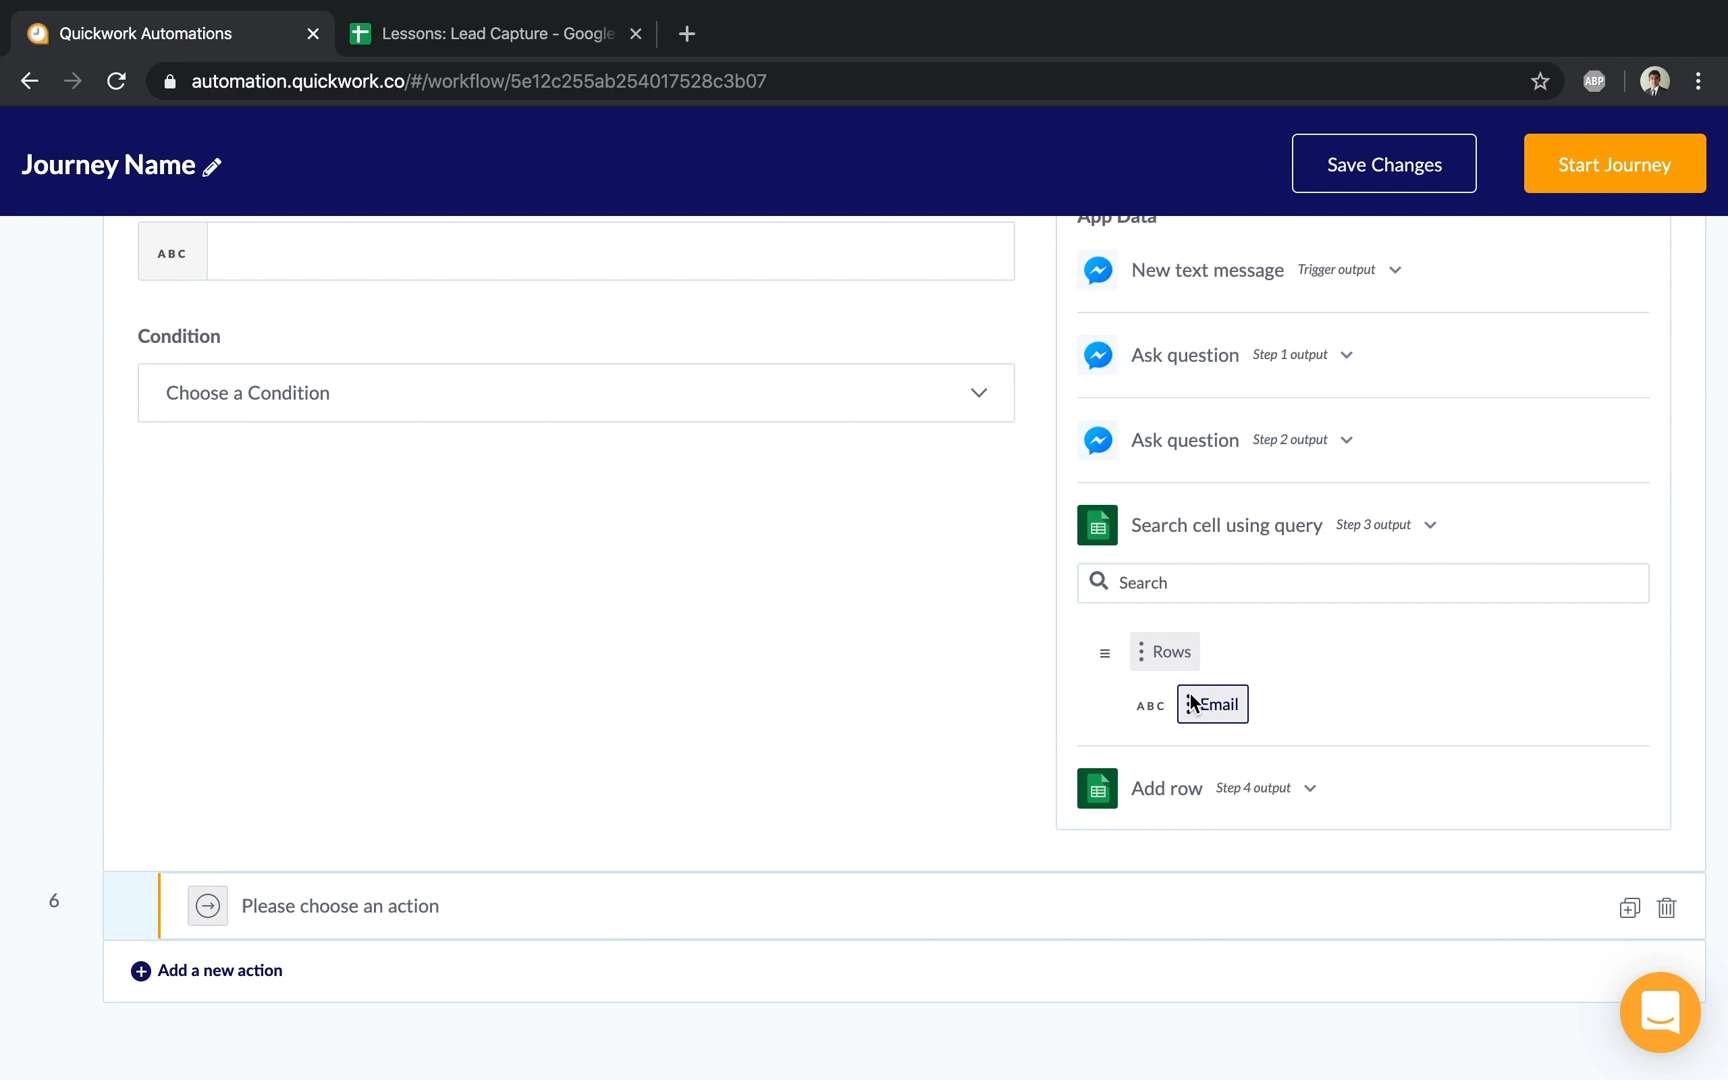 Quickwork Automations
Lessons: Lead Capture - Google
automation.quickwork.co/#/workflow/5e12c255ab254017528c3b07
ABP
Journey Name
Save Changes
Start Journey
App Data
ABC
New text message Trigger output
Condition
Choose a Condition
Ask question Step 1 output
Ask question Step 2 output
Search cell using query Step 3 output
Search
Rows
ABC Email
Add row Step 4 output
6
Please choose an action
Add a new action